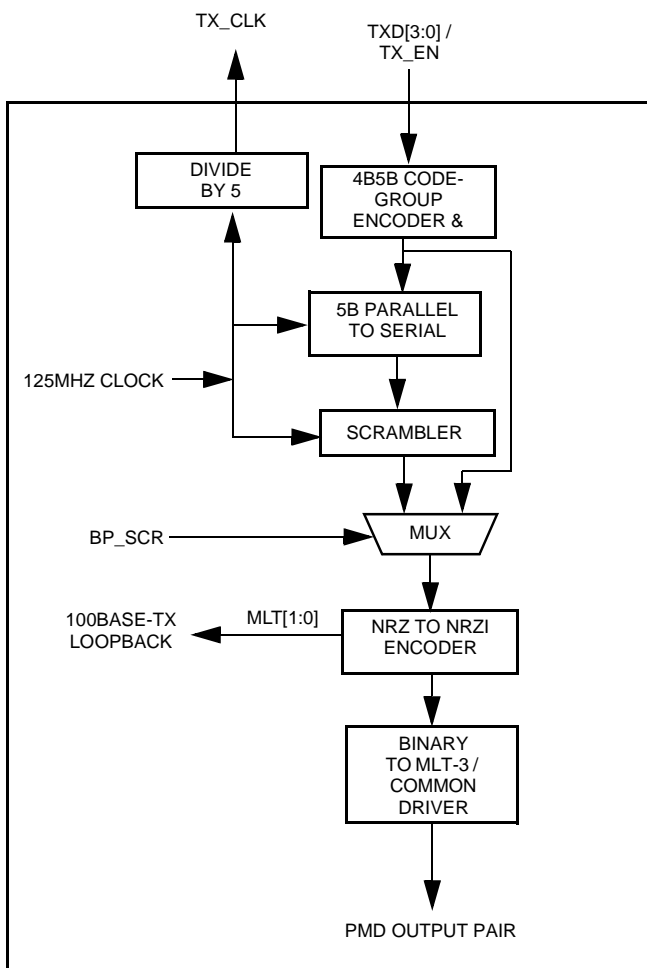 TX_CLK
TXD[3:0] /
TX_EN
DIVIDE
BY 5
4B5B CODE-
GROUP
ENCODER &
5B PARALLEL
TO SERIAL
125MHZ CLOCK
SCRAMBLER
BP_SCR
MUX
100BASE-TX
LOOPBACK
MLT[1:0]
NRZ TO NRZI
ENCODER
BINARY
TO MLT-3 /
COMMON
DRIVER
PMD OUTPUT PAIR